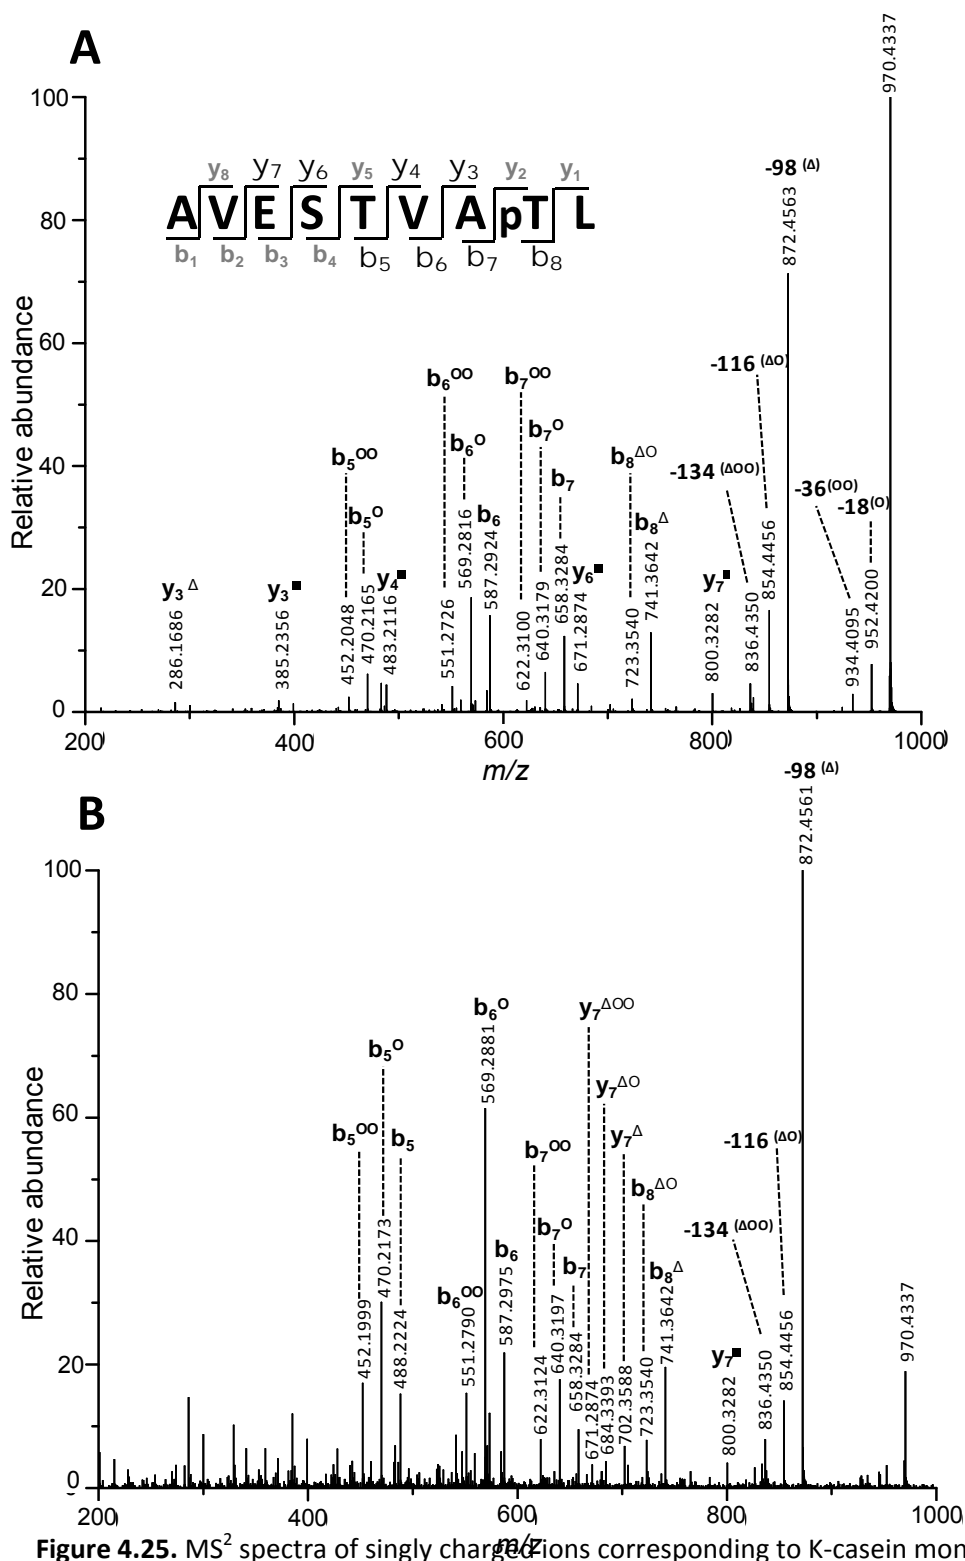 A
970.4337
100
-98 (Δ)
y8 y7 y6 y5 y4 y3 y2 y1
A V E S T V A pT L
b1 b2 b3 b4 b5 b6 b7 b8
872.4563
80
60
Relative abundance
-116 (ΔO)
b6OO b7OO
b6O b7O
b5OO b8ΔO -134 (ΔOO)
b7 -36(OO) -18(O)
40
b5O b6 b8Δ
y3Δ y3■ y4■ y6■ y7■
20
286.1686
385.2356
452.2048
470.2165
483.2116
551.2726
569.2816
587.2924
622.3100
640.3179
658.3284
671.2874
723.3540
741.3642
800.3282
836.4350
854.4456
934.4095
952.4200
0
200 400 600 800 1000
m/z
B
-98 (Δ)
872.4561
100
80
60
Relative abundance
b6O y7ΔOO
b5O
y7ΔO
b5OO b5 b7OO y7Δ -116 (ΔO)
b8ΔO
b7O -134 (ΔOO)
40
b6 b7 b8Δ
b6OO
y7■
20
452.1999
470.2173
488.2224
551.2790
569.2881
587.2975
622.3124
640.3197
658.3284
671.2874
684.3393
702.3588
723.3540
741.3642
800.3282
836.4350
854.4456
970.4337
0
200 400 600 800 1000
m/z
Figure 4.25. MS2 spectra of singly charged ions corresponding to K-casein mon